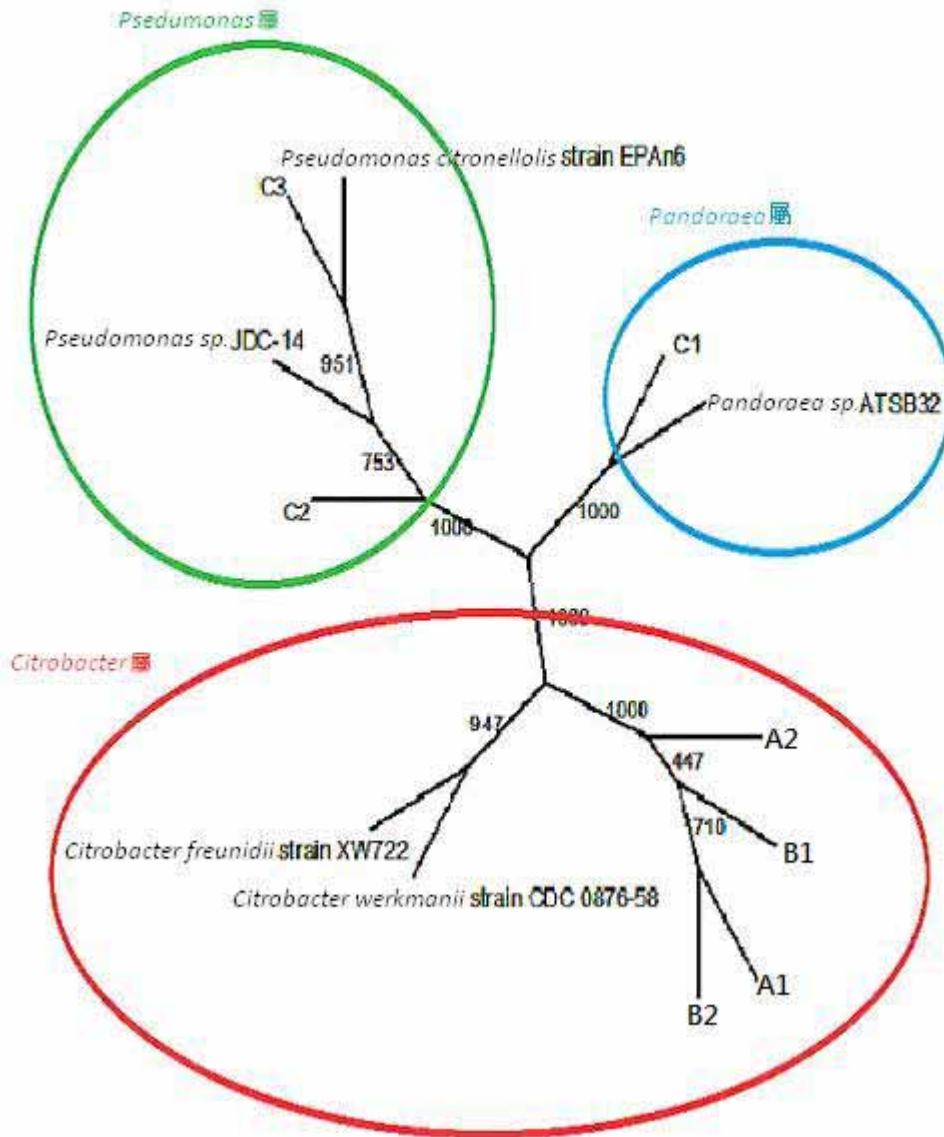 Psedumonas屬
Pseudomonas citronellolis strain EPAn6
C3
Pandoraea屬
Pseudomonas sp. JDC-14
951
C1
Pandoraea sp. ATSB32
753
C2
1000
1000
1000
Citrobacter屬
947
1000
A2
447
710
B1
Citrobacter freunidii strain XW722
Citrobacter werkmanii strain CDC 0876-58
A1
B2